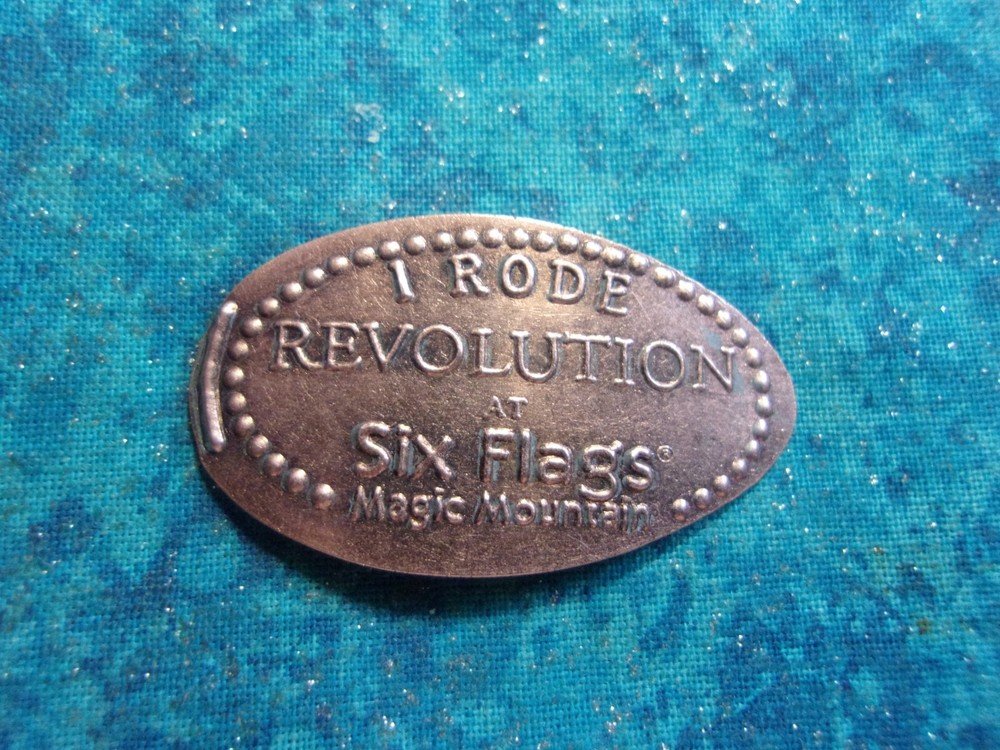 I RODE
REVOLUTION
AT
Six Flags®
Magic Mountain